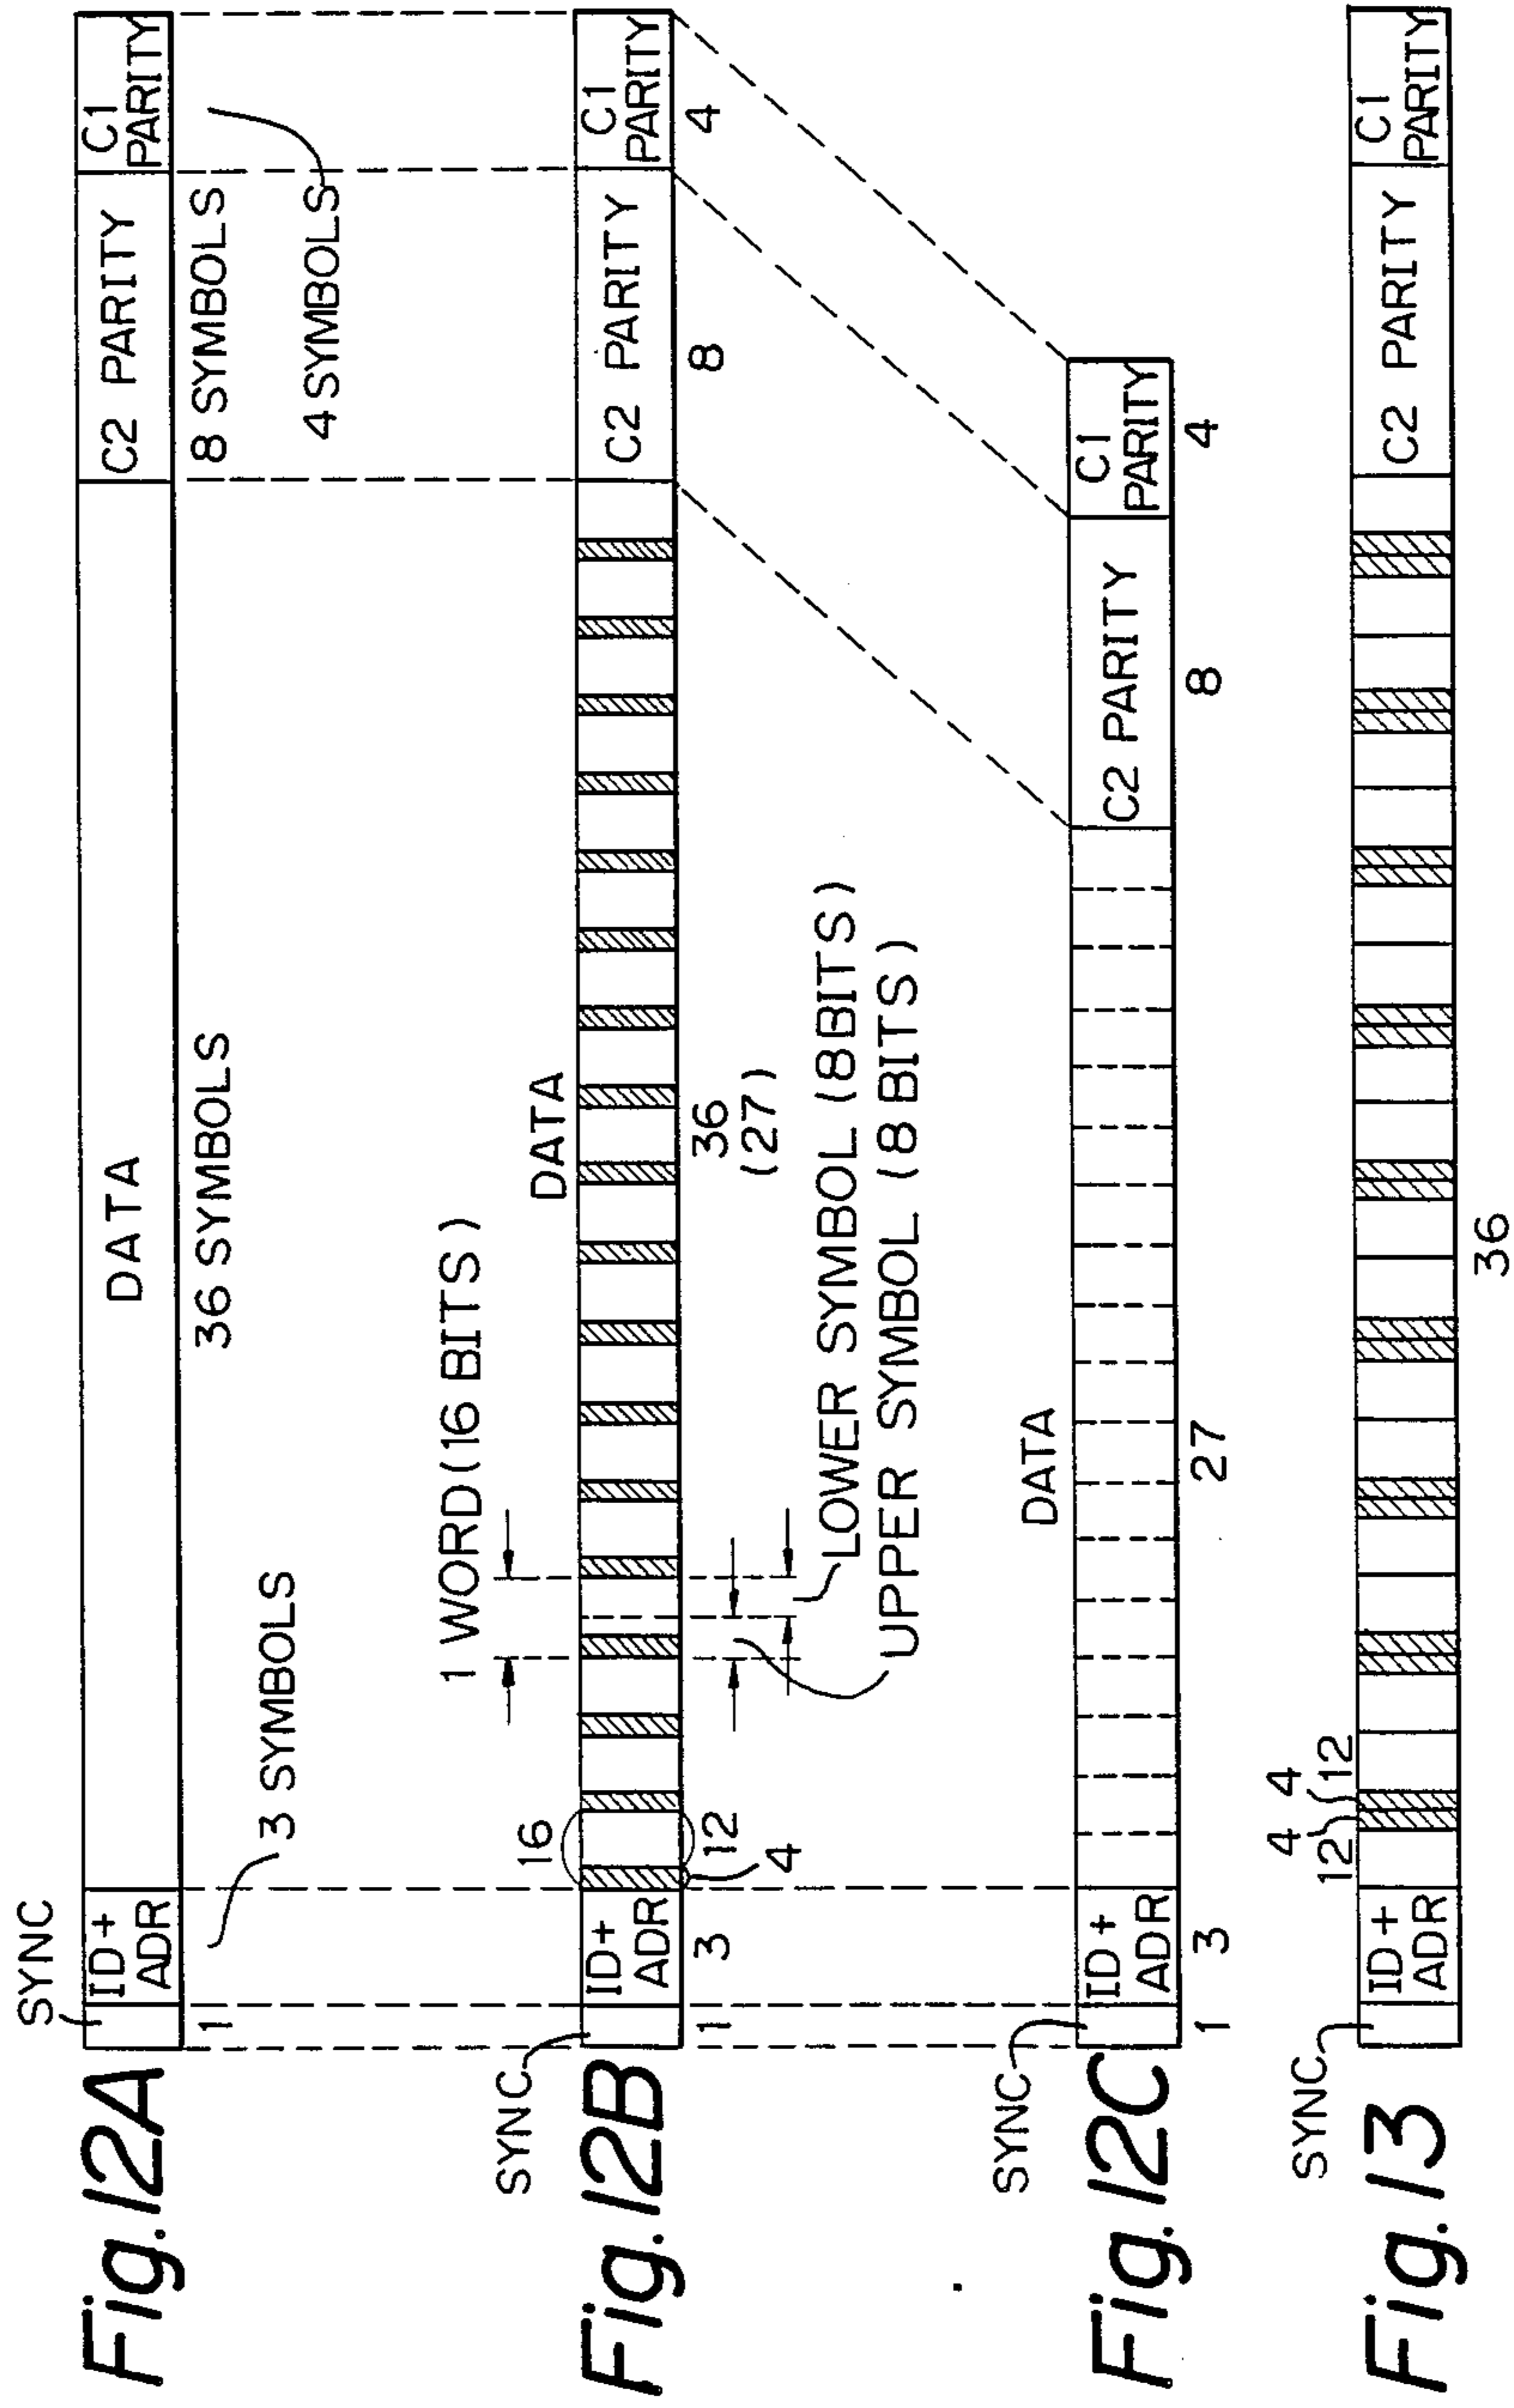 Fig.12A
SYNC
ID+
ADR
DATA
C2 PARITY
C1
PARITY
1
3 SYMBOLS
36 SYMBOLS
8 SYMBOLS
4 SYMBOLS
Fig.12B
SYNC
16
1 WORD (16 BITS)
DATA
ID+
ADR
C2 PARITY
C1
PARITY
1
3
12
4
36
(27)
8
4
LOWER SYMBOL (8BITS)
UPPER SYMBOL (8 BITS)
Fig.12C
SYNC
DATA
ID+
ADR
C2 PARITY
C1
PARITY
1
3
27
8
4
Fig.13
SYNC
4
4
12
12
ID+
ADR
C2 PARITY
C1
PARITY
36